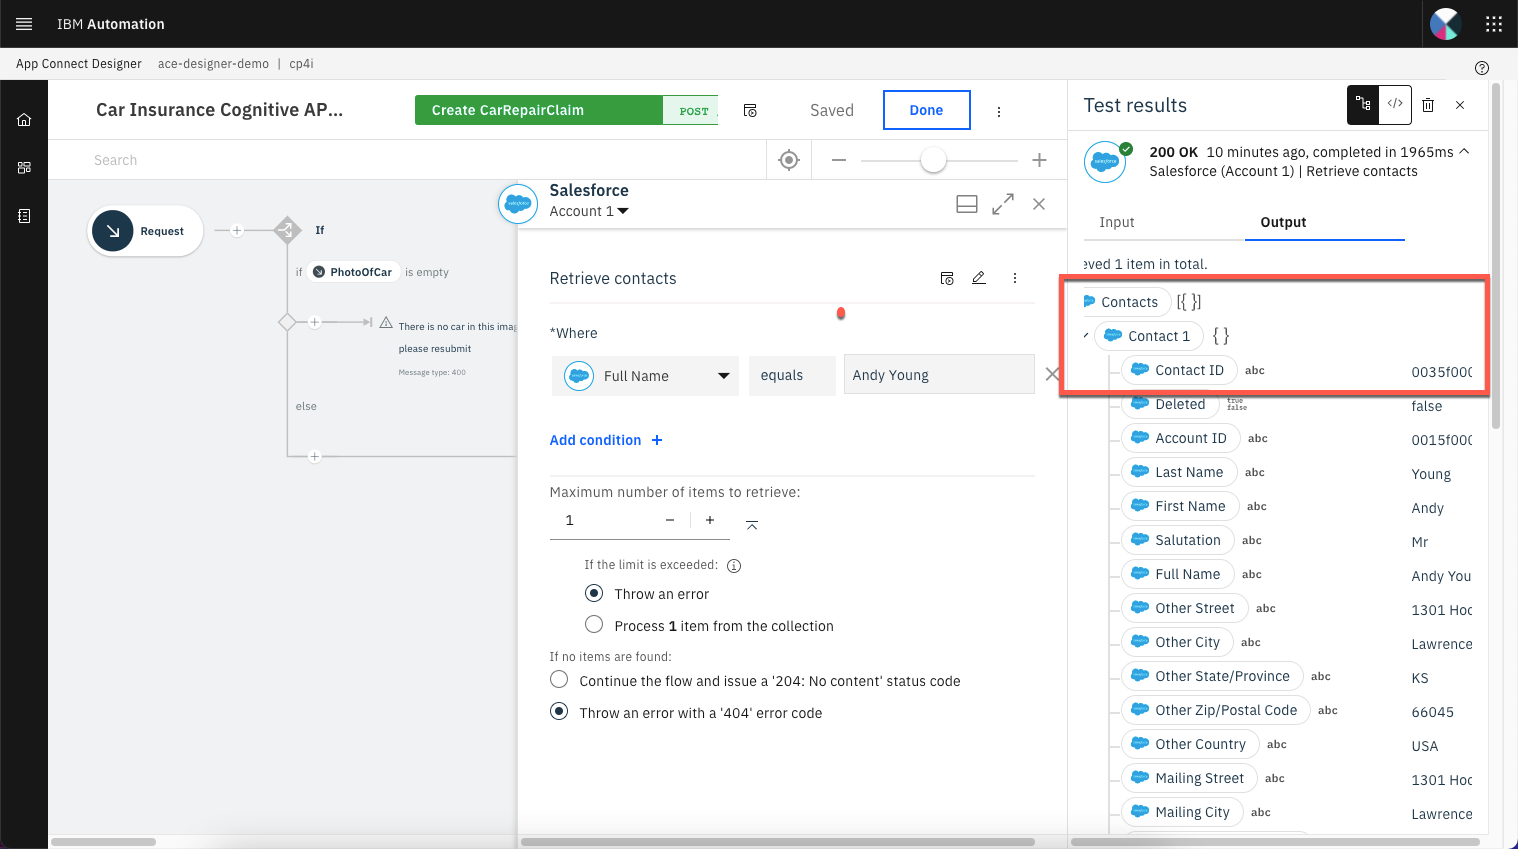 IBM Automation
App Connect Designer ace-designer-demo | cp4i
Car Insurance Cognitive AP...
Create CarRepairClaim
POST
Saved
Done
Search
Request
If
if PhotoOfCar is empty
There is no car in this ima
please resubmit
Message type: 400
else
Salesforce
Account 1
Retrieve contacts
*Where
Full Name
equals
Andy Young
Add condition +
Maximum number of items to retrieve:
1
If the limit is exceeded:
Throw an error
Process 1 item from the collection
If no items are found:
Continue the flow and issue a '204: No content' status code
Throw an error with a '404' error code
Test results
</>
200 OK 10 minutes ago, completed in 1965ms
Salesforce (Account 1) | Retrieve contacts
Input
Output
eved 1 item in total.
Contacts [{ }]
Contact 1 { }
Contact ID abc 0035f000
Deleted true false false
Account ID abc 0015f000
Last Name abc Young
First Name abc Andy
Salutation abc Mr
Full Name abc Andy You
Other Street abc 1301 Hoc
Other City abc Lawrence
Other State/Province abc KS
Other Zip/Postal Code abc 66045
Other Country abc USA
Mailing Street abc 1301 Hoc
Mailing City abc Lawrence